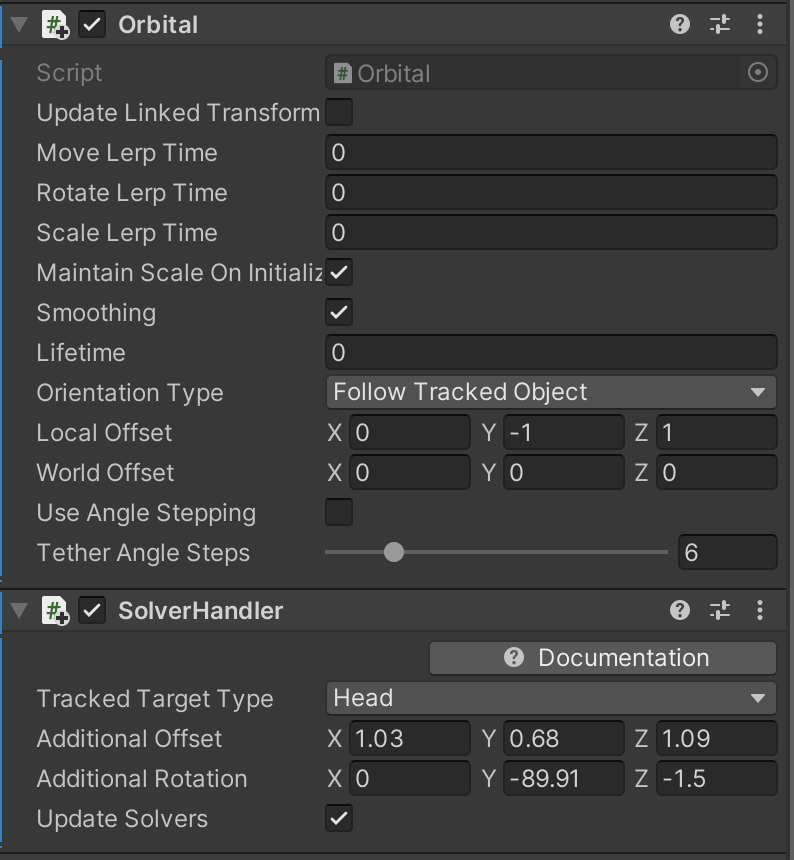 Orbital
Script # Orbital
Update Linked Transform
Move Lerp Time 0
Rotate Lerp Time 0
Scale Lerp Time 0
Maintain Scale On Initializ
Smoothing
Lifetime 0
Orientation Type Follow Tracked Object
Local Offset X 0 Y -1 Z 1
World Offset X 0 Y 0 Z 0
Use Angle Stepping
Tether Angle Steps 6
SolverHandler
Documentation
Tracked Target Type Head
Additional Offset X 1.03 Y 0.68 Z 1.09
Additional Rotation X 0 Y -89.91 Z -1.5
Update Solvers